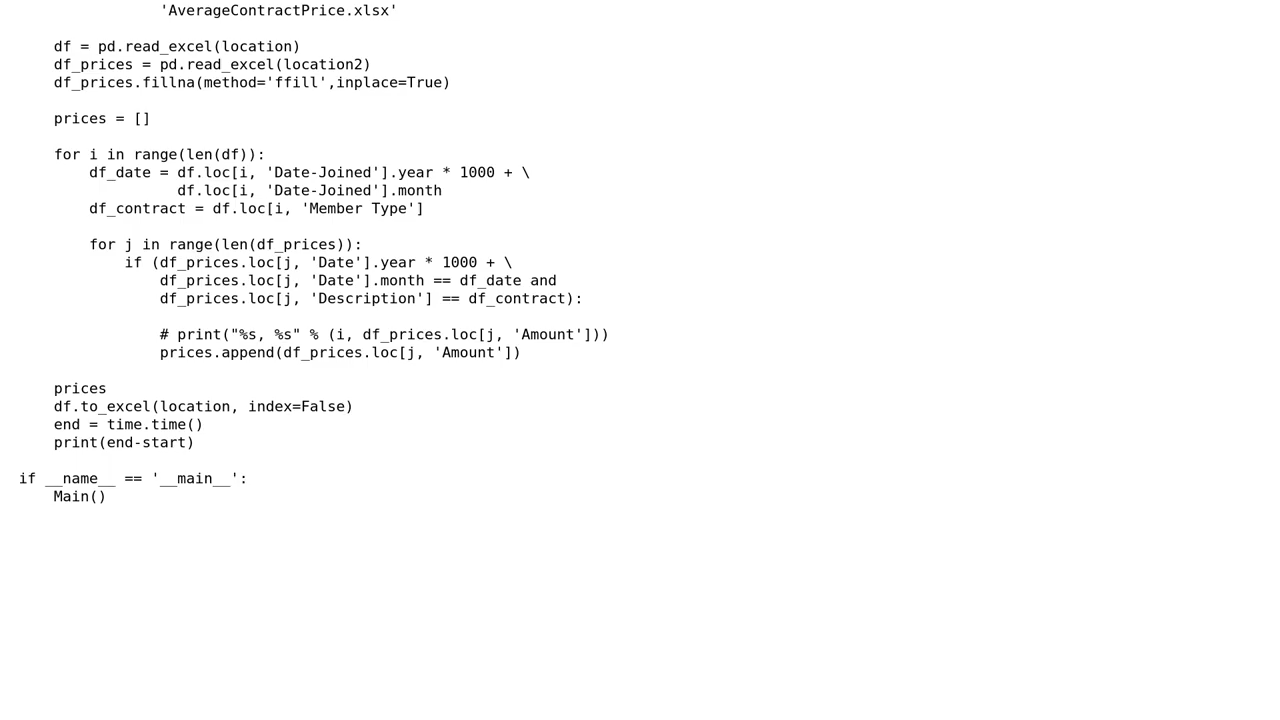 'AverageContractPrice.xlsx'
df = pd.read_excel(location)
df_prices = pd.read_excel(location2)
df_prices.fillna(method='ffill',inplace=True)
prices = []
for i in range(len(df)):
df_date = df.loc[i, 'Date-Joined'].year * 1000 + \
df.loc[i, 'Date-Joined'].month
df_contract = df.loc[i, 'Member Type']
for j in range(len(df_prices)):
if (df_prices.loc[j, 'Date'].year * 1000 + \
df_prices.loc[j, 'Date'].month == df_date and
df_prices.loc[j, 'Description'] == df_contract):
# print("%s, %s" % (i, df_prices.loc[j, 'Amount']))
prices.append(df_prices.loc[j, 'Amount'])
prices
df.to_excel(location, index=False)
end = time.time()
print(end-start)
if __name__ == '__main__':
Main()